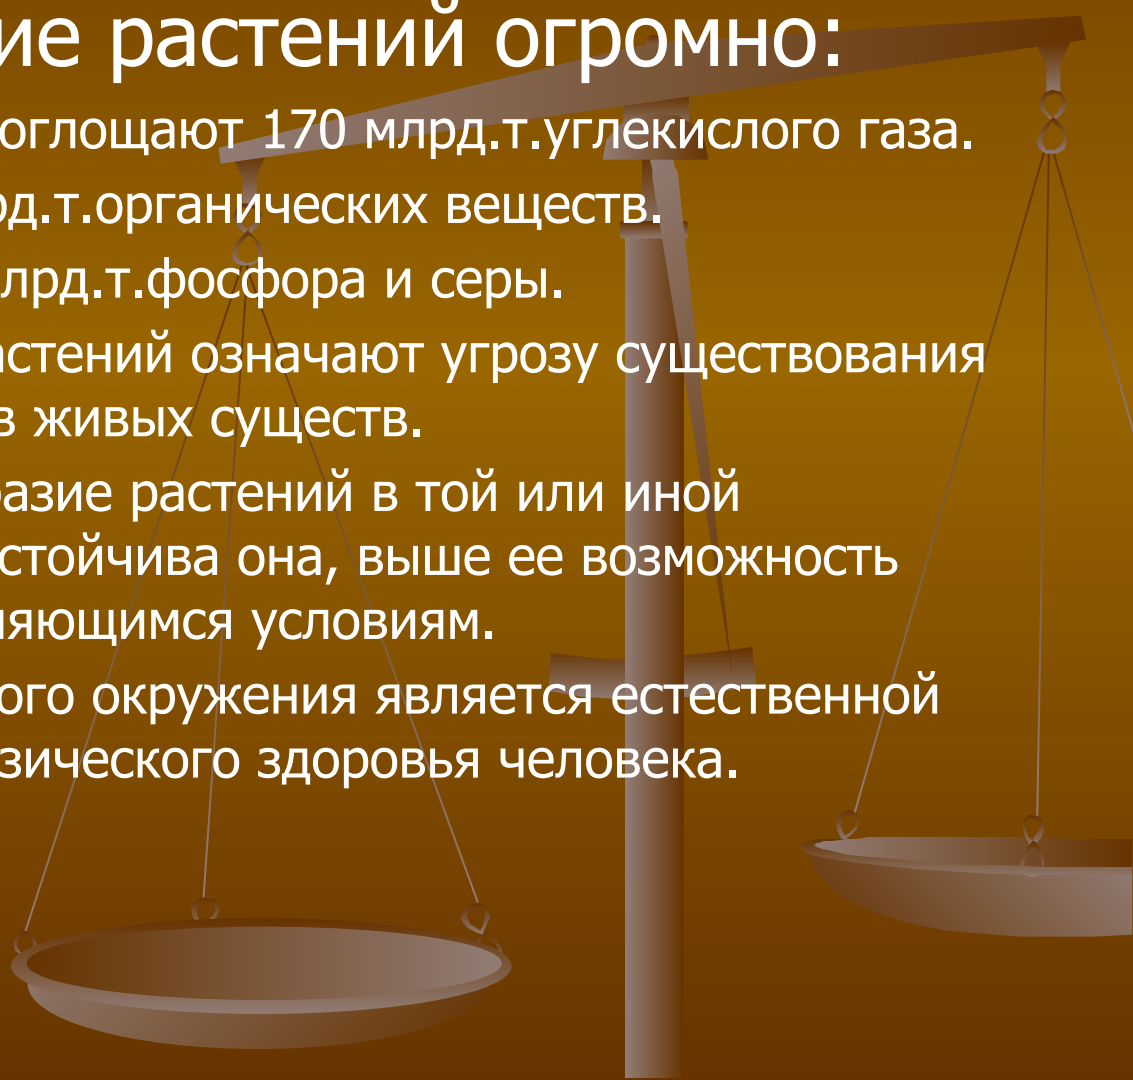 ие растений огромно:
оглощают 170 млрд.т.углекислого газа.
рд.т.органических веществ.
лрд.т.фосфора и серы.
астений означают угрозу существования
в живых существ.
разие растений в той или иной
стойчива она, выше ее возможность
няющимся условиям.
ого окружения является естественной
зического здоровья человека.